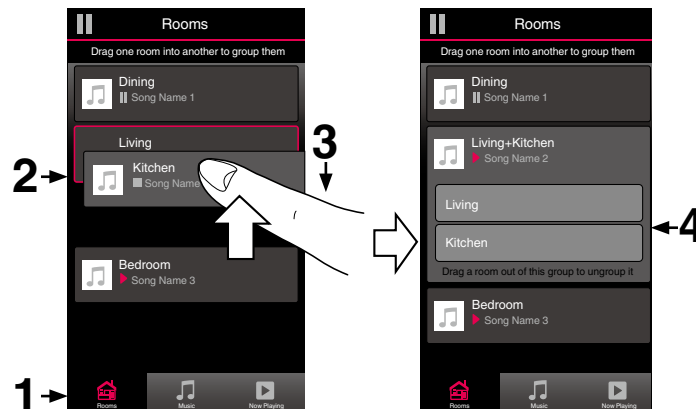 Rooms
Drag one room into another to group them
Dining
Song Name 1
Living
Kitchen
Song Name
Bedroom
Song Name 3
Rooms
Music
Now Playing
1
2
3
Rooms
Drag one room into another to group them
Dining
Song Name 1
Living+Kitchen
Song Name 2
Living
Kitchen
Drag a room out of this group to ungroup it
Bedroom
Song Name 3
Rooms
Music
Now Playing
4